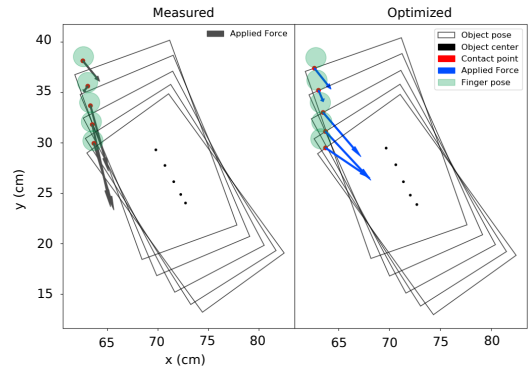 Measured
Optimized
Applied Force
Object pose
Object center
Contact point
Applied Force
Finger pose
y (cm)
40
35
30
25
20
15
65
70
75
80
65
70
75
80
x (cm)